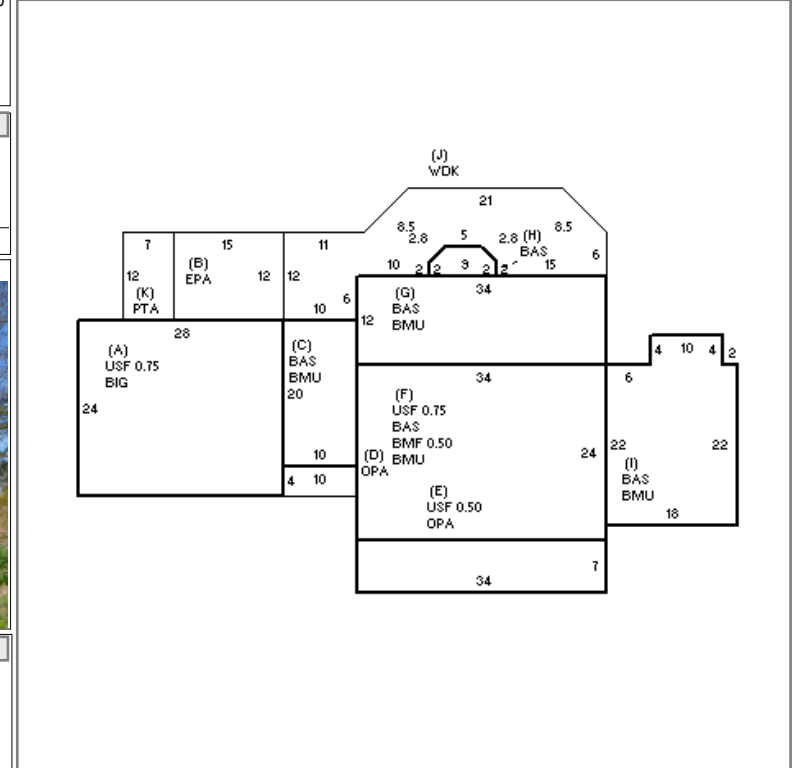 (J)
WDK
21
8.5
2.8
5
2.8
(H)
BAS
8.5
6
7
15
11
12
(K)
PTA
(B)
EPA
12
12
10
6
10
2
2
9
2
2
15
34
(G)
BAS
BMU
12
28
(A)
USF 0.75
BIG
24
(C)
BAS
BMU
20
10
4
10
(D)
OPA
34
(F)
USF 0.75
BAS
BMF 0.50
BMU
24
(E)
USF 0.50
OPA
7
34
4
10
4
2
6
22
22
(I)
BAS
BMU
18